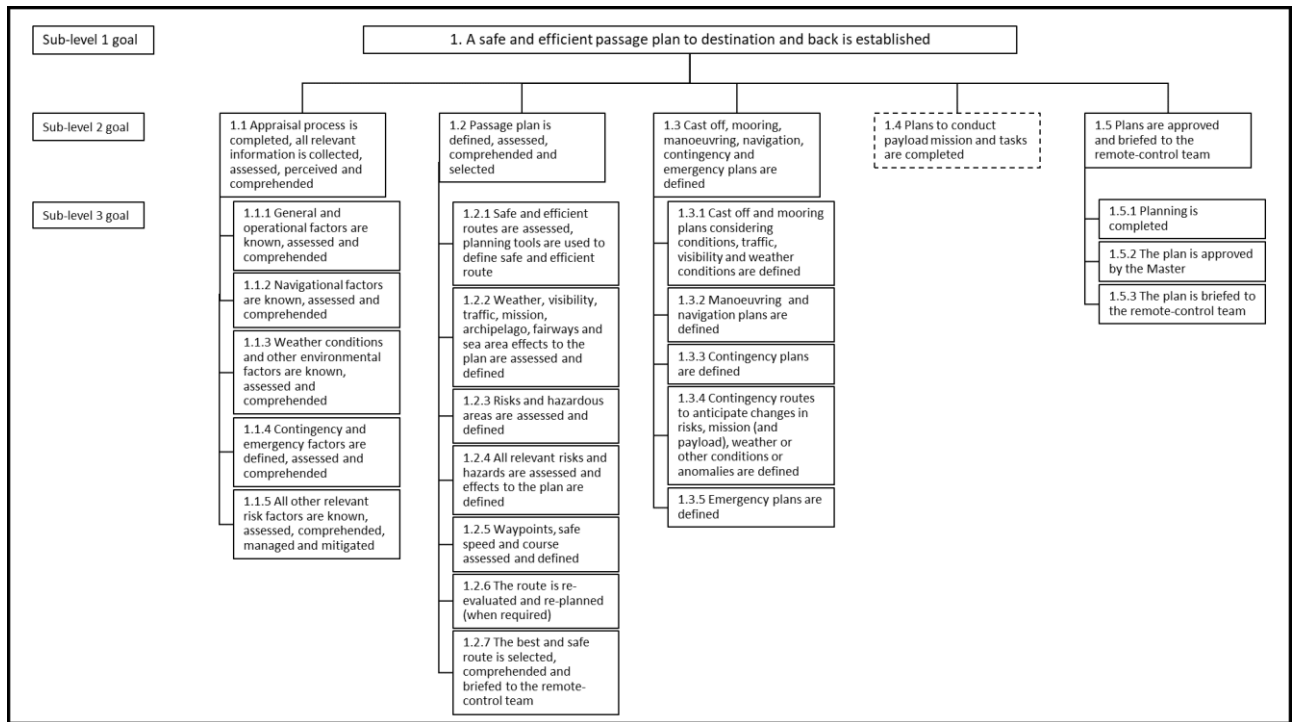 Sub-level 1 goal
1. A safe and efficient passage plan to destination and back is established
Sub-level 2 goal
1.1 Appraisal process is
completed, all relevant
information is collected,
assessed, perceived and
comprehended
1.2 Passage plan is
defined, assessed,
comprehended and
selected
1.3 Cast off, mooring,
manoeuvring, navigation,
contingency and
emergency plans are
defined
1.4 Plans to conduct
payload mission and tasks
are completed
1.5 Plans are approved
and briefed to the
remote-control team
Sub-level 3 goal
1.1.1 General and
operational factors are
known, assessed and
comprehended
1.1.2 Navigational factors
are known, assessed and
comprehended
1.1.3 Weather conditions
and other environmental
factors are known,
assessed and
comprehended
1.1.4 Contingency and
emergency factors are
defined, assessed and
comprehended
1.1.5 All other relevant
risk factors are known,
assessed, comprehended,
managed and mitigated
1.2.1 Safe and efficient
routes are assessed,
planning tools are used to
define safe and efficient
route
1.2.2 Weather, visibility,
traffic, mission,
archipelago, fairways and
sea area effects to the
plan are assessed and
defined
1.2.3 Risks and hazardous
areas are assessed and
defined
1.2.4 All relevant risks and
hazards are assessed and
effects to the plan are
defined
1.2.5 Waypoints, safe
speed and course
assessed and defined
1.2.6 The route is re-
evaluated and re-planned
(when required)
1.2.7 The best and safe
route is selected,
comprehended and
briefed to the remote-
control team
1.3.1 Cast off and mooring
plans considering
conditions, traffic,
visibility and weather
conditions are defined
1.3.2 Manoeuvring and
navigation plans are
defined
1.3.3 Contingency plans
are defined
1.3.4 Contingency routes
to anticipate changes in
risks, mission (and
payload), weather or
other conditions or
anomalies are defined
1.3.5 Emergency plans are
defined
1.5.1 Planning is
completed
1.5.2 The plan is approved
by the Master
1.5.3 The plan is briefed to
the remote-control team